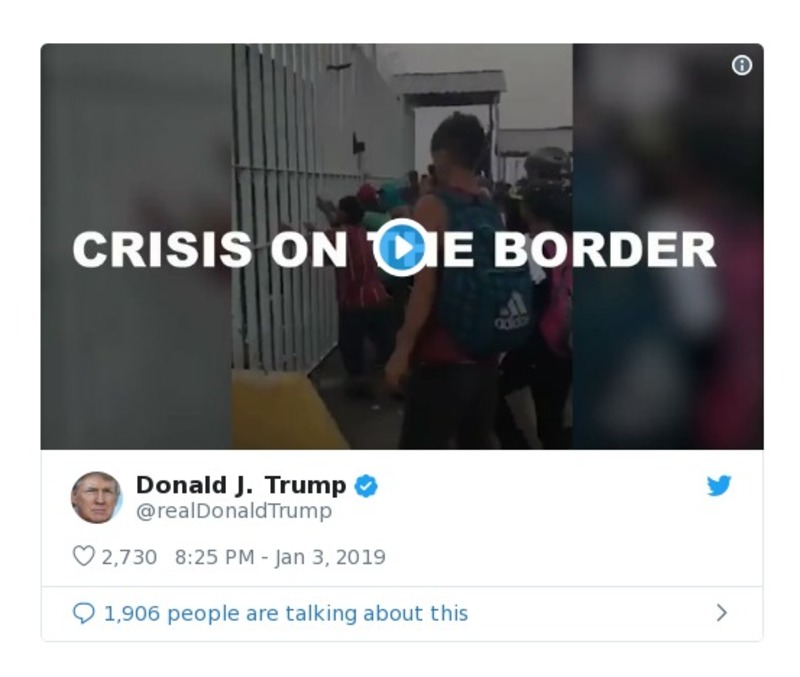 CRISIS ON THE BORDER
adidas
Donald J. Trump
@realDonaldTrump
2,730 8:25 PM - Jan 3, 2019
1,906 people are talking about this